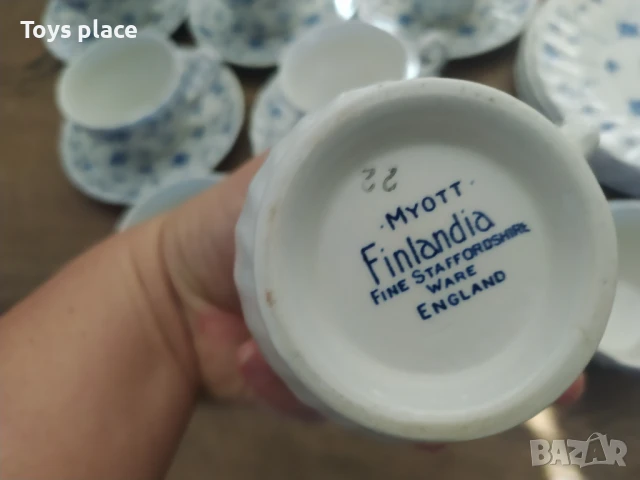 Toys place
22
·MYOTT·
Finlandia
FINE STAFFORDSHIRE
WARE
ENGLAND
BAZAR